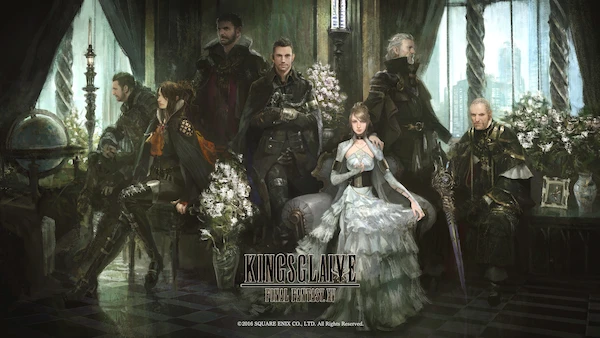 KINGSGLAIVE
FINAL FANTASY XV
©2016 SQUARE ENIX CO., LTD. All Rights Reserved.